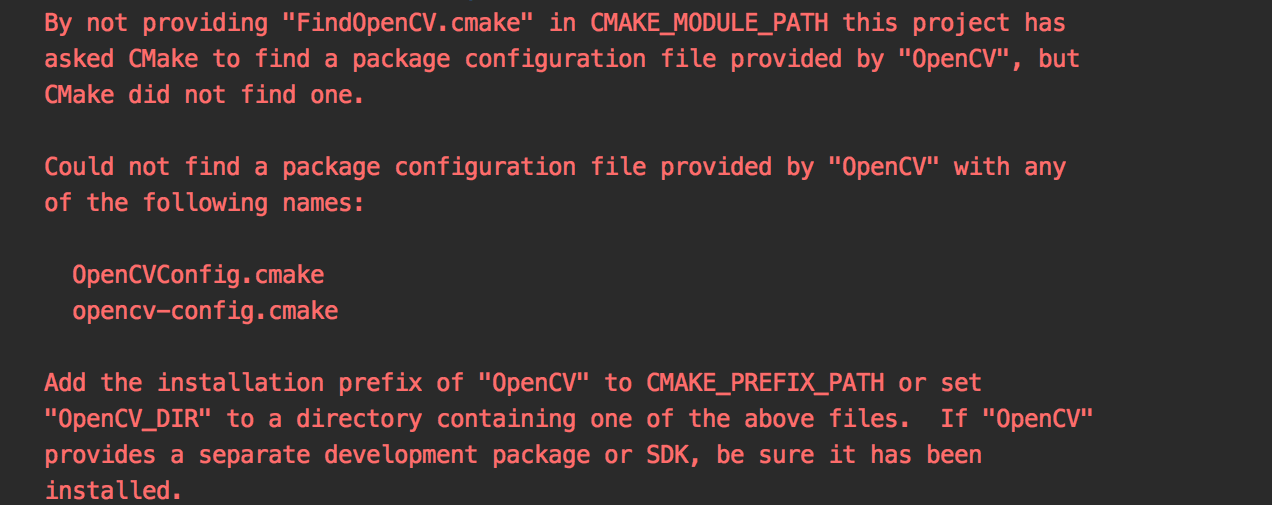 By not providing "FindOpenCV.cmake" in CMAKE_MODULE_PATH this project has
asked CMake to find a package configuration file provided by "OpenCV", but
CMake did not find one.
Could not find a package configuration file provided by "OpenCV" with any
of the following names:
OpenCVConfig.cmake
opencv-config.cmake
Add the installation prefix of "OpenCV" to CMAKE_PREFIX_PATH or set
"OpenCV_DIR" to a directory containing one of the above files.  If "OpenCV"
provides a separate development package or SDK, be sure it has been
installed.